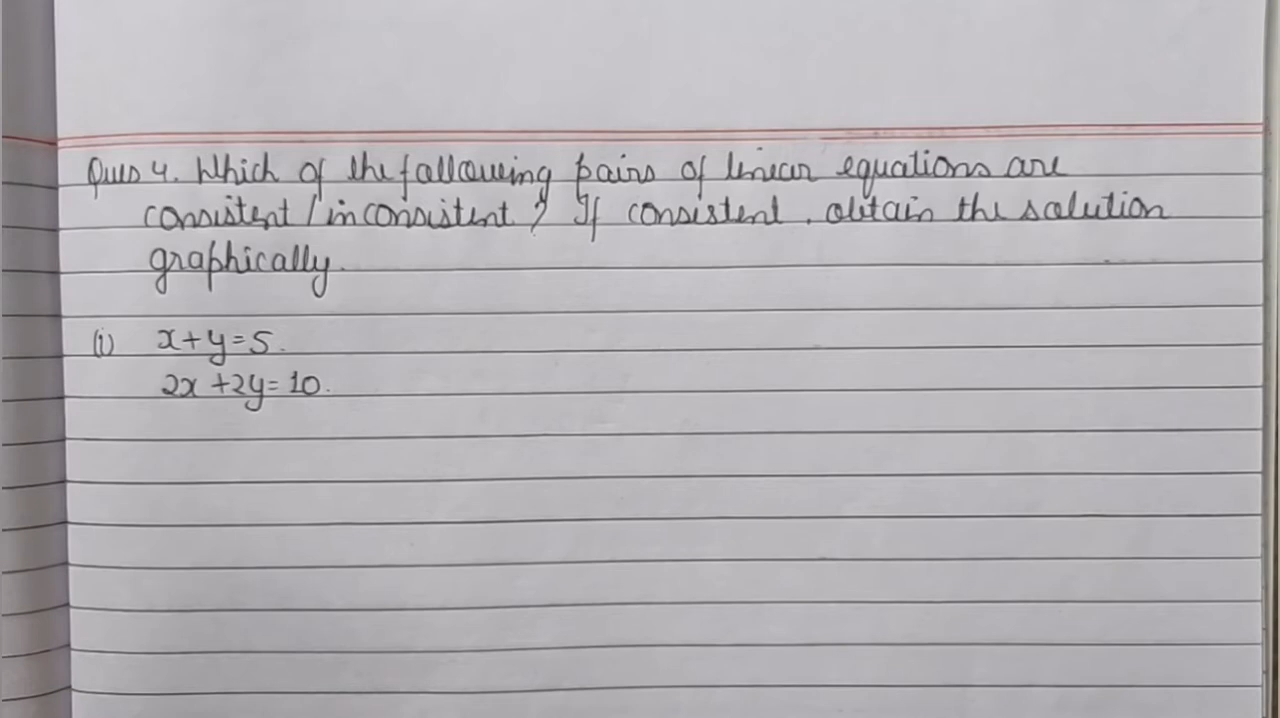 Ques 4. Which of the following pairs of linear equations are
consistent / inconsistent ? If consistent, obtain the solution
graphically.
(i) x+y=5.
2x+2y=10.